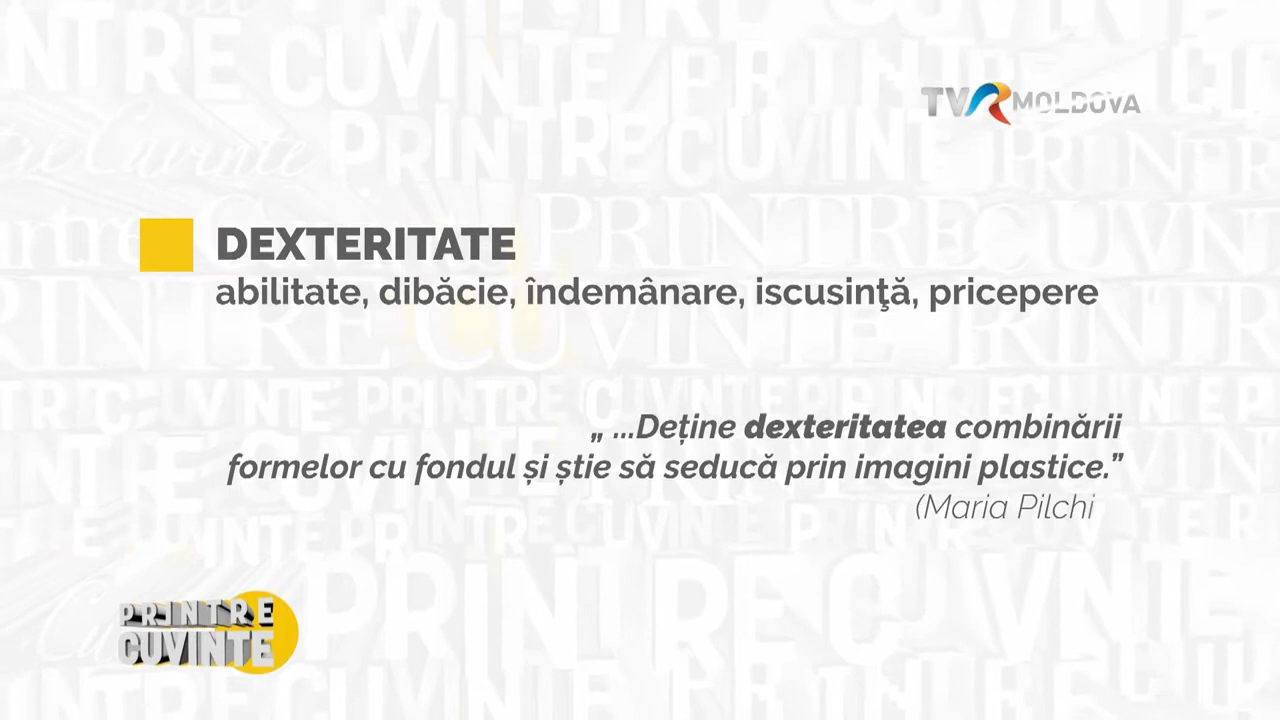 TVR MOLDOVA
DEXTERITATE
abilitate, dibăcie, îndemânare, iscusinţă, pricepere
„ ...Deține dexteritatea combinării
formelor cu fondul și știe să seducă prin imagini plastice.”
(Maria Pilchi
PRINTRE
CUVINTE